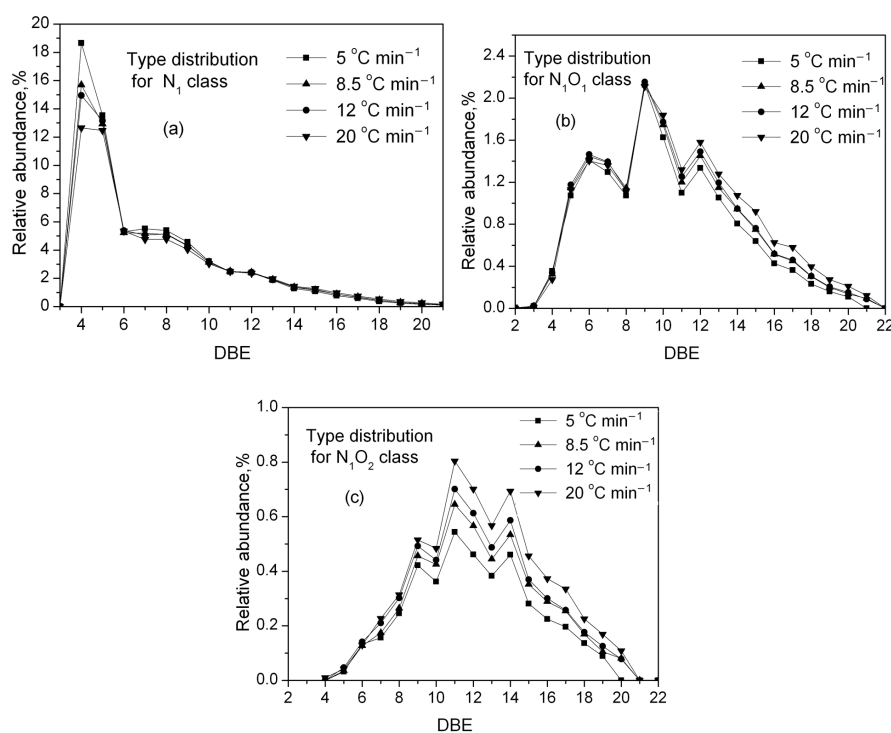 Type distribution
for N₁ class
(a)
5 °C min⁻¹
8.5 °C min⁻¹
12 °C min⁻¹
20 °C min⁻¹
Relative abundance,%
20
18
16
14
12
10
8
6
4
2
0
4 6 8 10 12 14 16 18 20
DBE
Type distribution
for N₁O₁ class
(b)
5 °C min⁻¹
8.5 °C min⁻¹
12 °C min⁻¹
20 °C min⁻¹
Relative abundance,%
2.4
2.0
1.6
1.2
0.8
0.4
0.0
2 4 6 8 10 12 14 16 18 20 22
DBE
Type distribution
for N₁O₂ class
(c)
5 °C min⁻¹
8.5 °C min⁻¹
12 °C min⁻¹
20 °C min⁻¹
Relative abundance,%
1.0
0.8
0.6
0.4
0.2
0.0
2 4 6 8 10 12 14 16 18 20 22
DBE